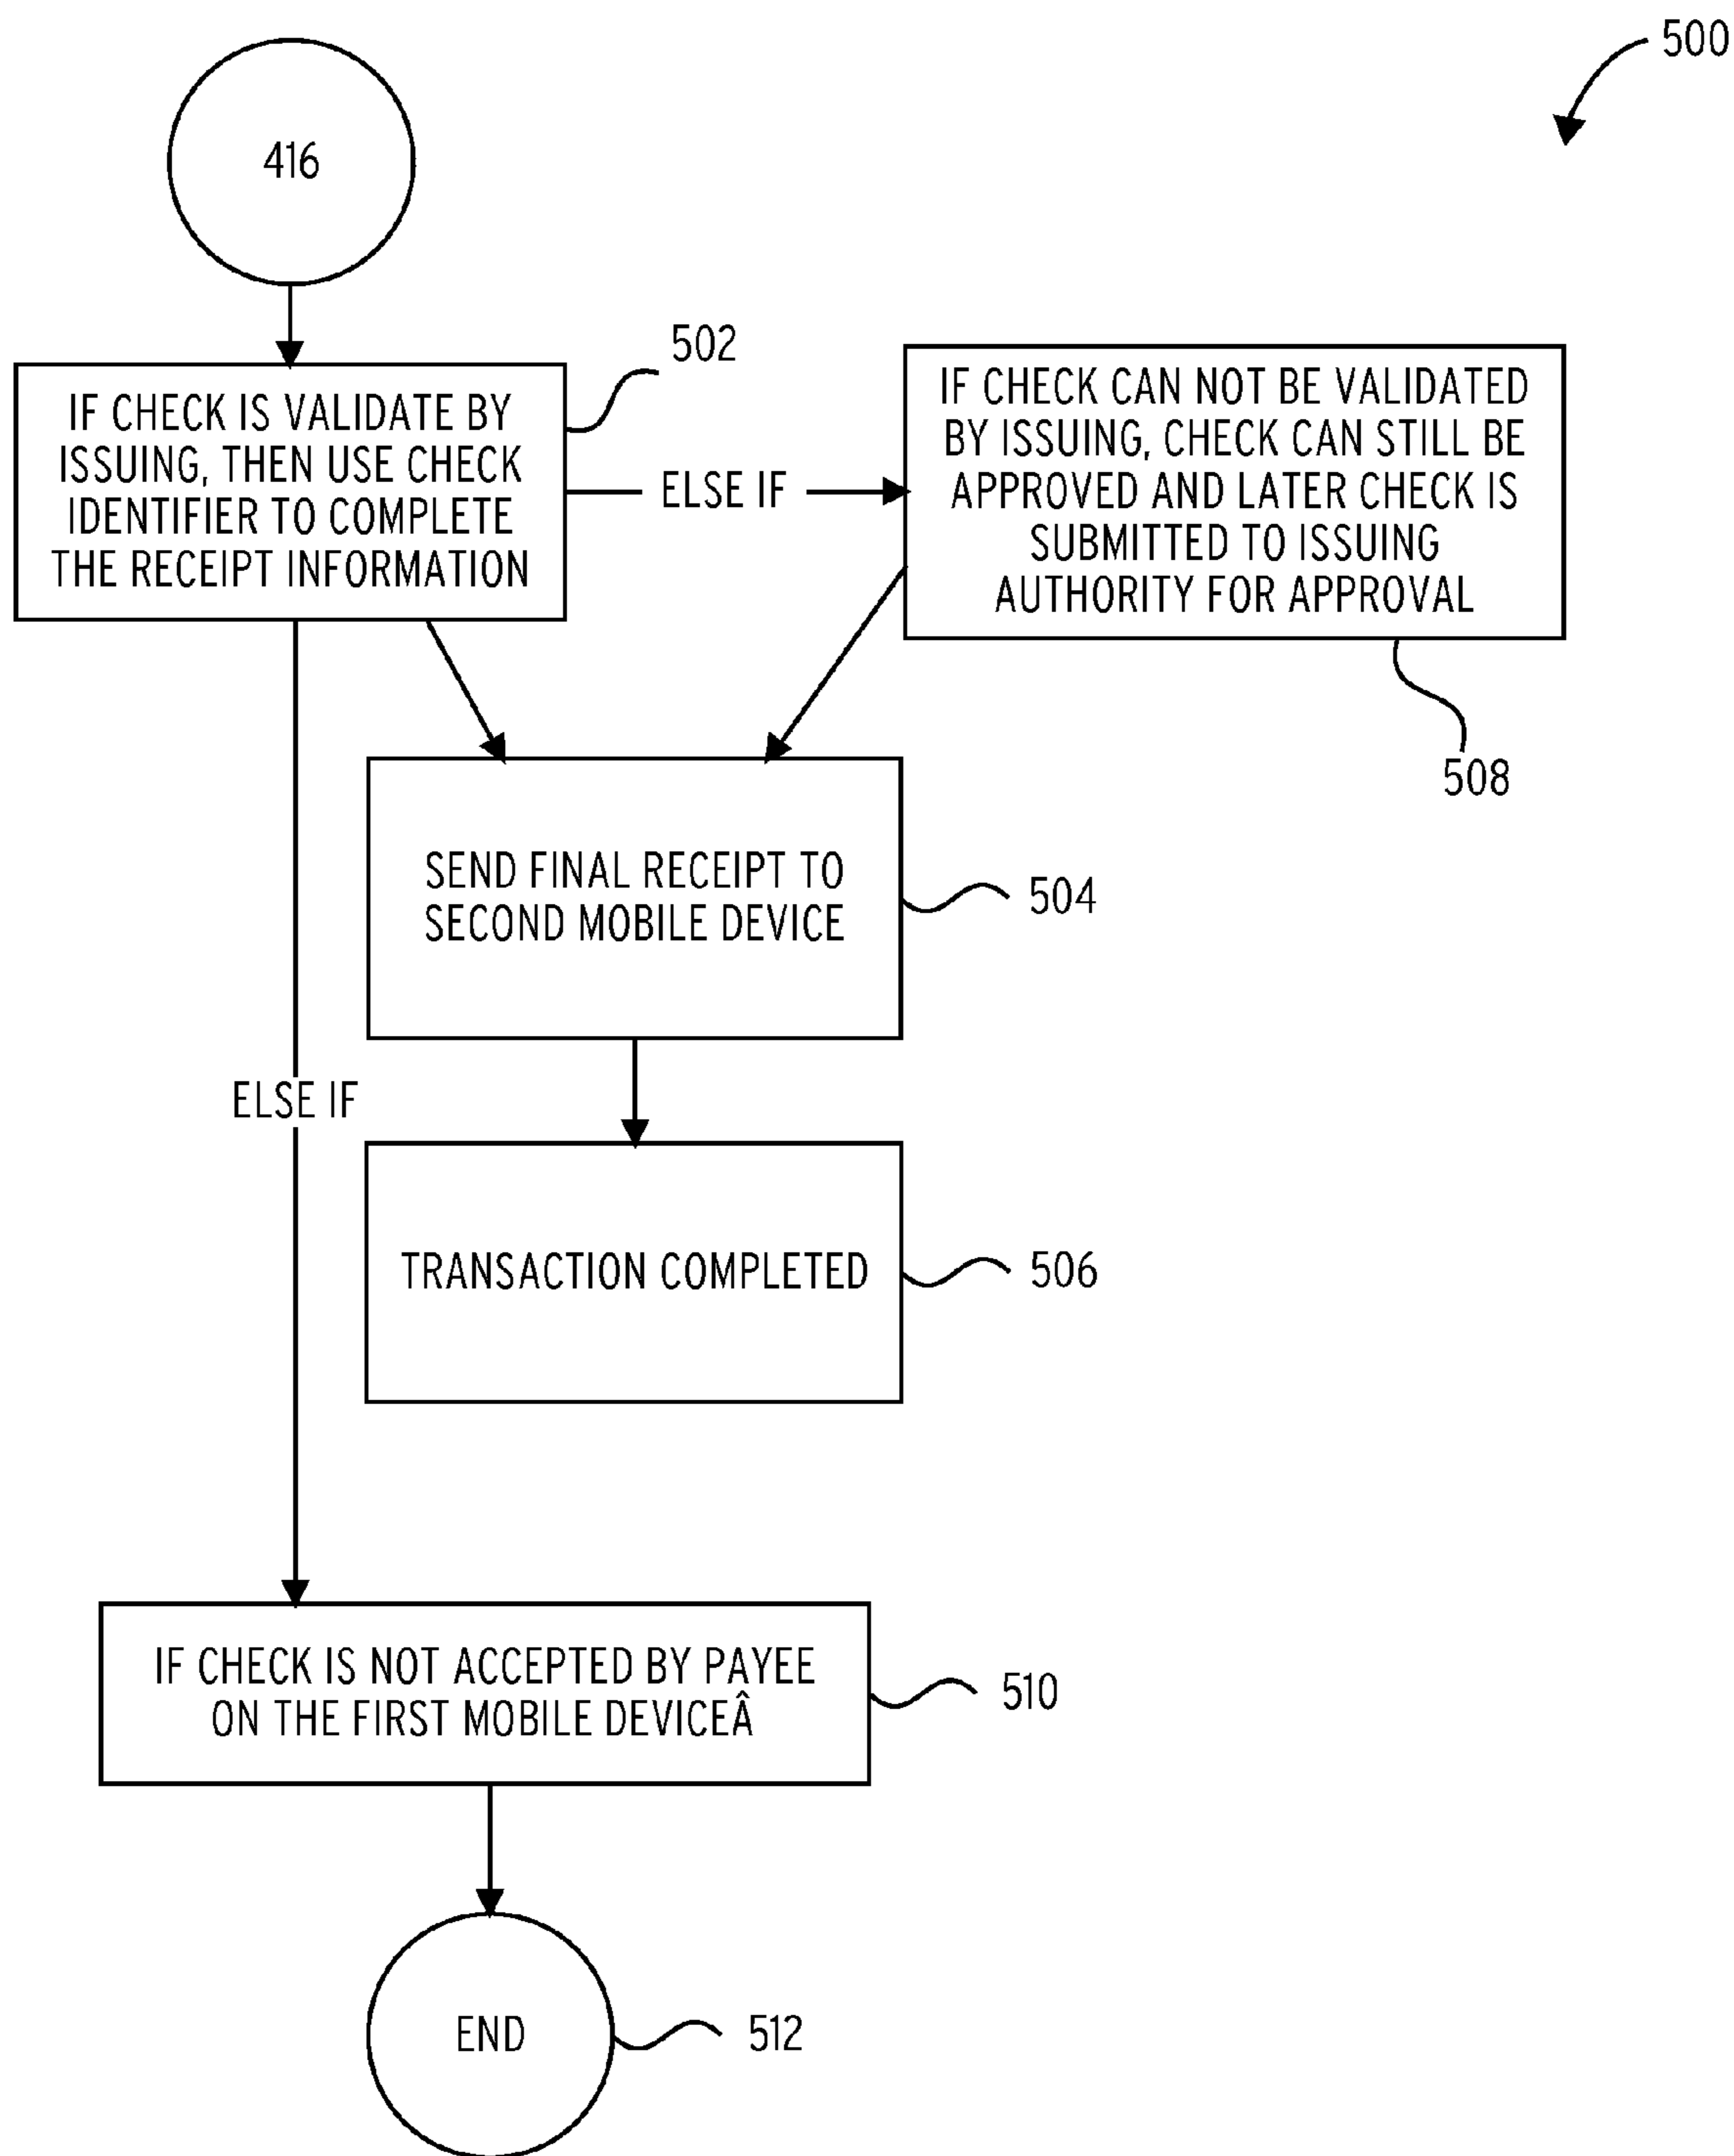 500
416
502
IF CHECK IS VALIDATE BY
ISSUING, THEN USE CHECK
IDENTIFIER TO COMPLETE
THE RECEIPT INFORMATION
ELSE IF
IF CHECK CAN NOT BE VALIDATED
BY ISSUING, CHECK CAN STILL BE
APPROVED AND LATER CHECK IS
SUBMITTED TO ISSUING
AUTHORITY FOR APPROVAL
508
SEND FINAL RECEIPT TO
SECOND MOBILE DEVICE
504
ELSE IF
TRANSACTION COMPLETED
506
IF CHECK IS NOT ACCEPTED BY PAYEE
ON THE FIRST MOBILE DEVICEÂ
510
END
512